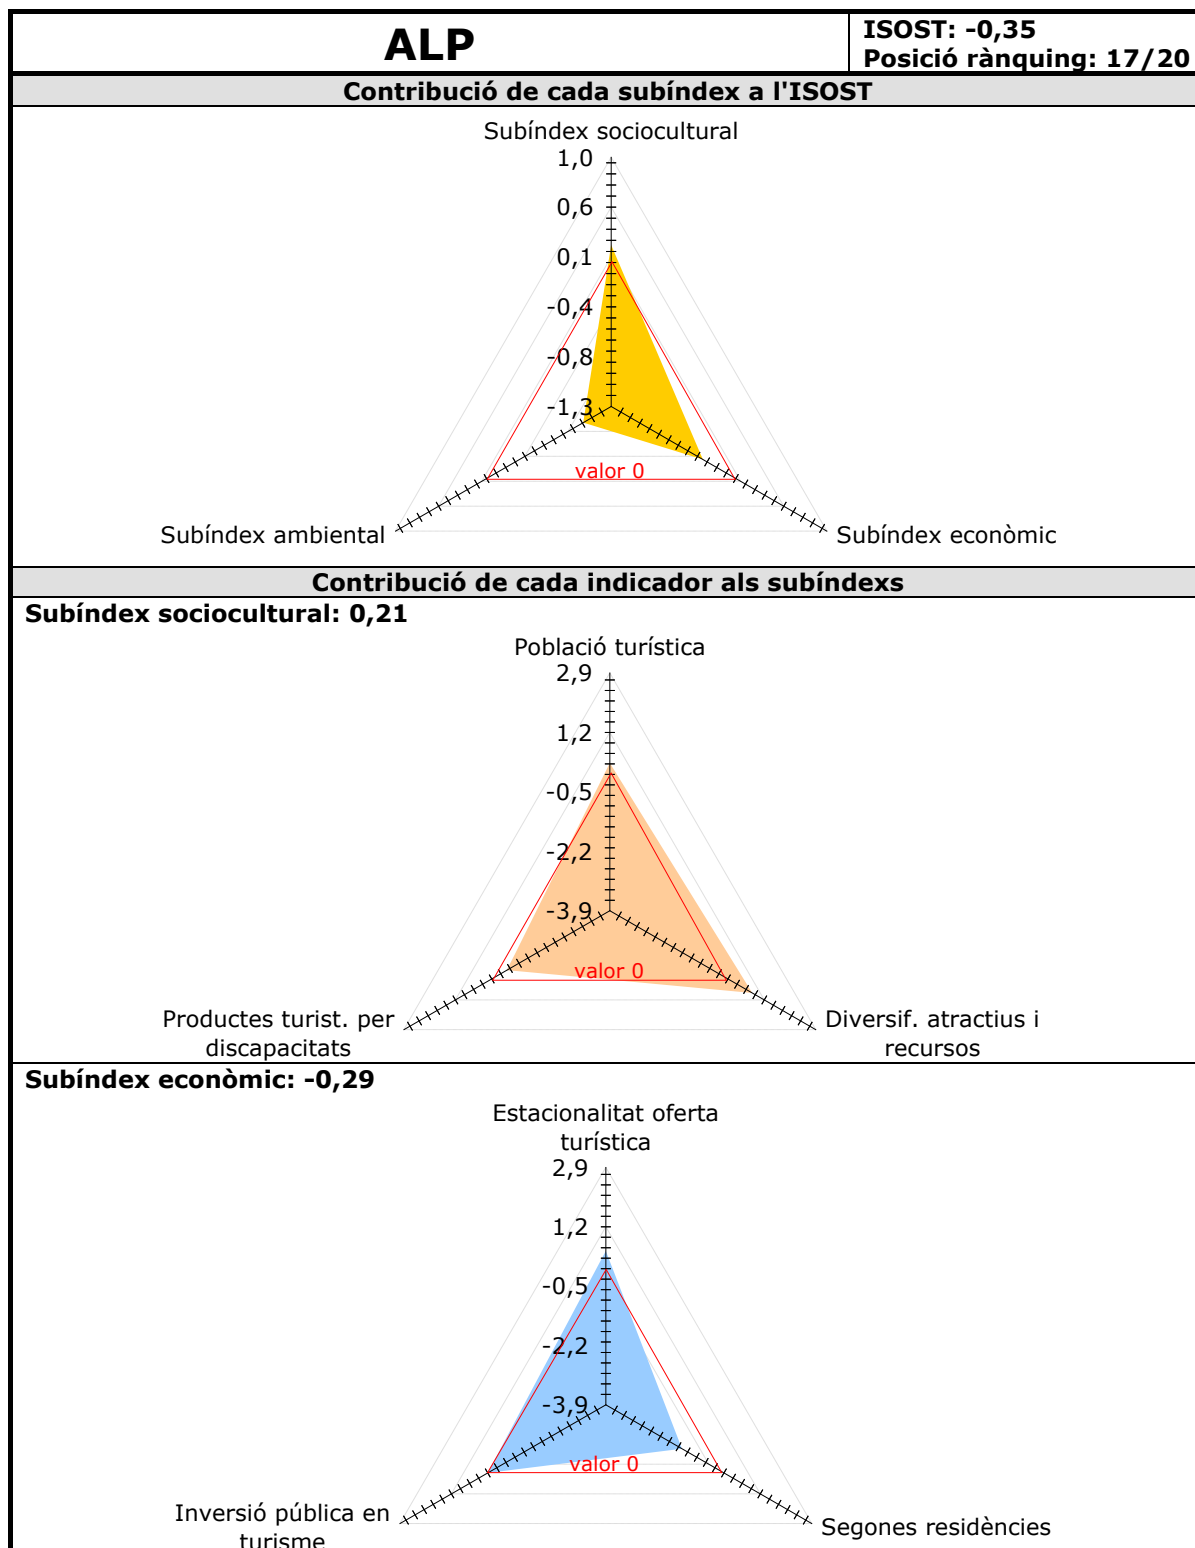 ALP
ISOST: -0,35
Posició rànquing: 17/20
Contribució de cada subíndex a l'ISOST
Subíndex sociocultural
1,0
0,6
0,1
-0,4
-0,8
-1,3
valor 0
Subíndex ambiental
Subíndex econòmic
Contribució de cada indicador als subíndexs
Subíndex sociocultural: 0,21
Població turística
2,9
1,2
-0,5
-2,2
-3,9
valor 0
Productes turist. per
discapacitats
Diversif. atractius i
recursos
Subíndex econòmic: -0,29
Estacionalitat oferta
turística
2,9
1,2
-0,5
-2,2
-3,9
valor 0
Inversió pública en
turisme
Segones residències